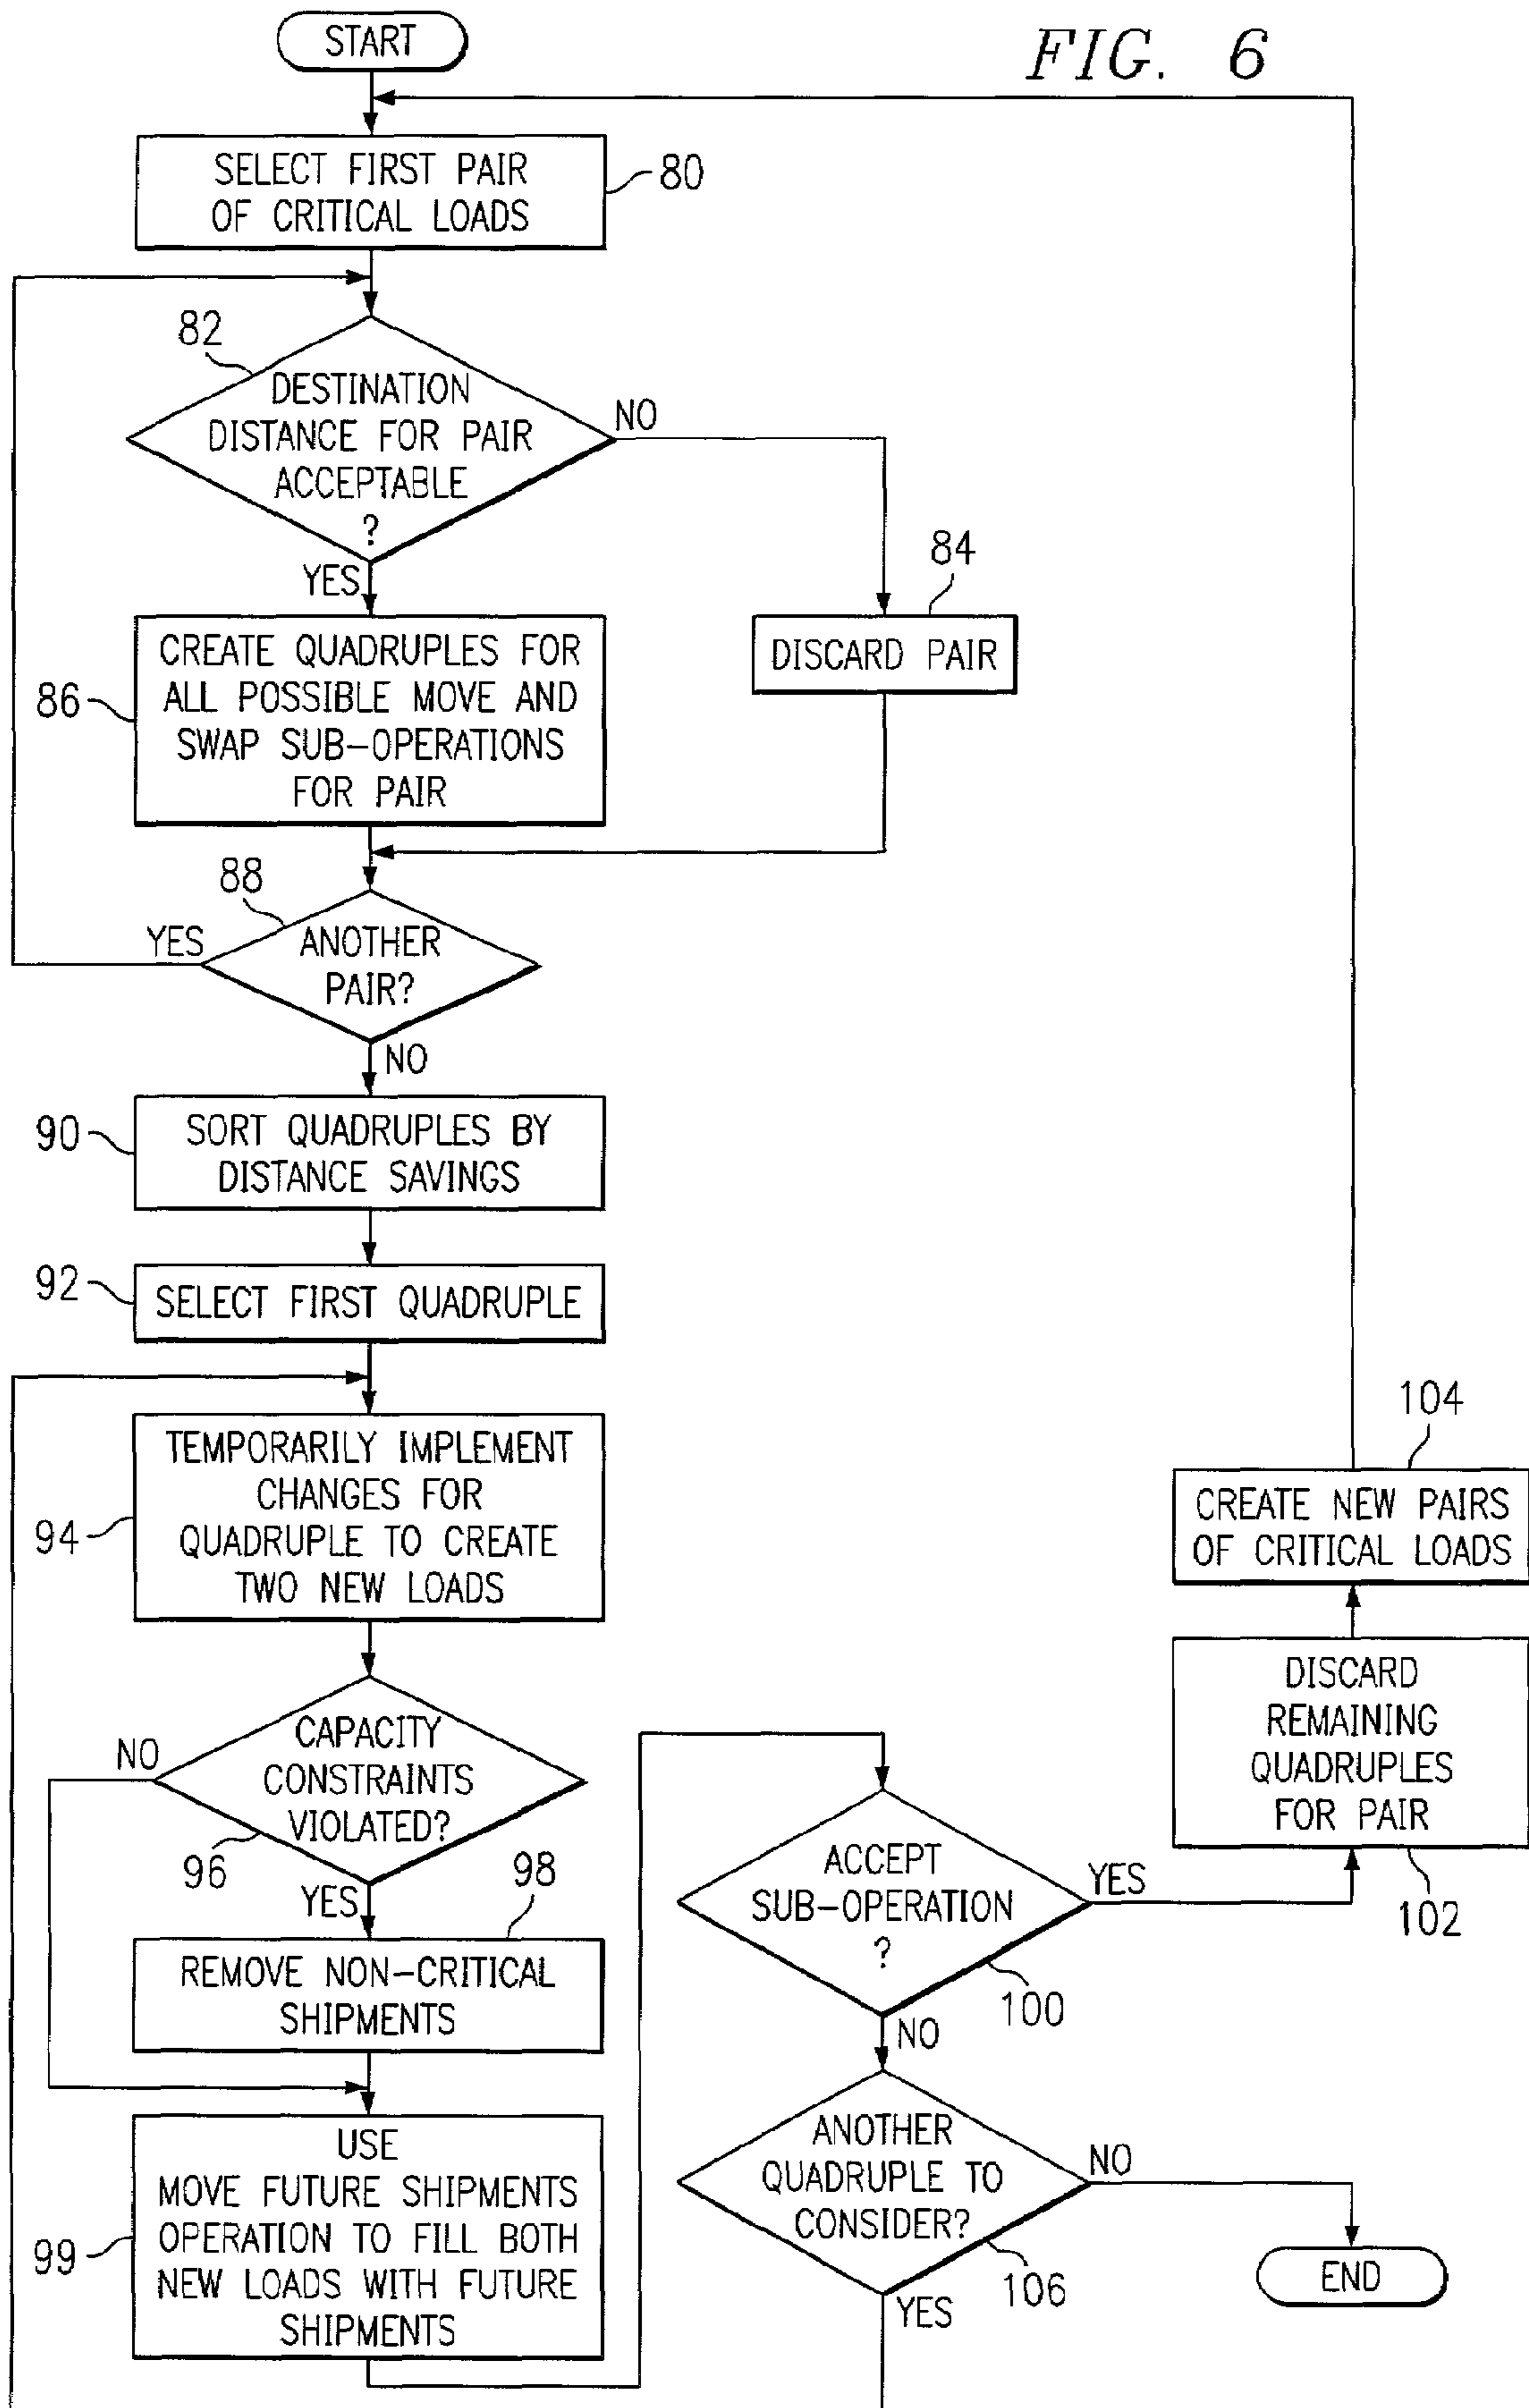 START
FIG. 6
SELECT FIRST PAIR
OF CRITICAL LOADS
80
82
DESTINATION
DISTANCE FOR PAIR
ACCEPTABLE
?
NO
YES
84
DISCARD PAIR
86
CREATE QUADRUPLES FOR
ALL POSSIBLE MOVE AND
SWAP SUB-OPERATIONS
FOR PAIR
88
YES
ANOTHER
PAIR?
NO
90
SORT QUADRUPLES BY
DISTANCE SAVINGS
92
SELECT FIRST QUADRUPLE
94
TEMPORARILY IMPLEMENT
CHANGES FOR
QUADRUPLE TO CREATE
TWO NEW LOADS
NO
CAPACITY
CONSTRAINTS
VIOLATED?
96
YES
98
REMOVE NON-CRITICAL
SHIPMENTS
99
USE
MOVE FUTURE SHIPMENTS
OPERATION TO FILL BOTH
NEW LOADS WITH FUTURE
SHIPMENTS
ACCEPT
SUB-OPERATION
?
YES
100
NO
104
CREATE NEW PAIRS
OF CRITICAL LOADS
DISCARD
REMAINING
QUADRUPLES
FOR PAIR
102
ANOTHER
QUADRUPLE TO
CONSIDER?
NO
106
YES
END